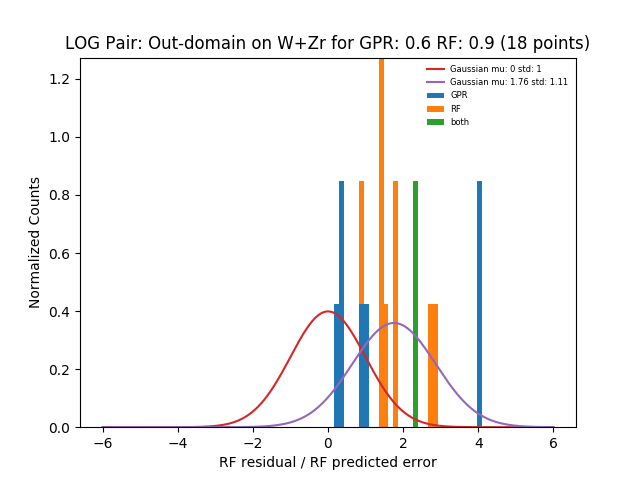 LOG Pair: Out-domain on W+Zr for GPR: 0.6 RF: 0.9 (18 points)
Gaussian mu: 0 std: 1
Gaussian mu: 1.76 std: 1.11
GPR
RF
both
Normalized Counts
1.2
1.0
0.8
0.6
0.4
0.2
0.0
−6 −4 −2 0 2 4 6
RF residual / RF predicted error